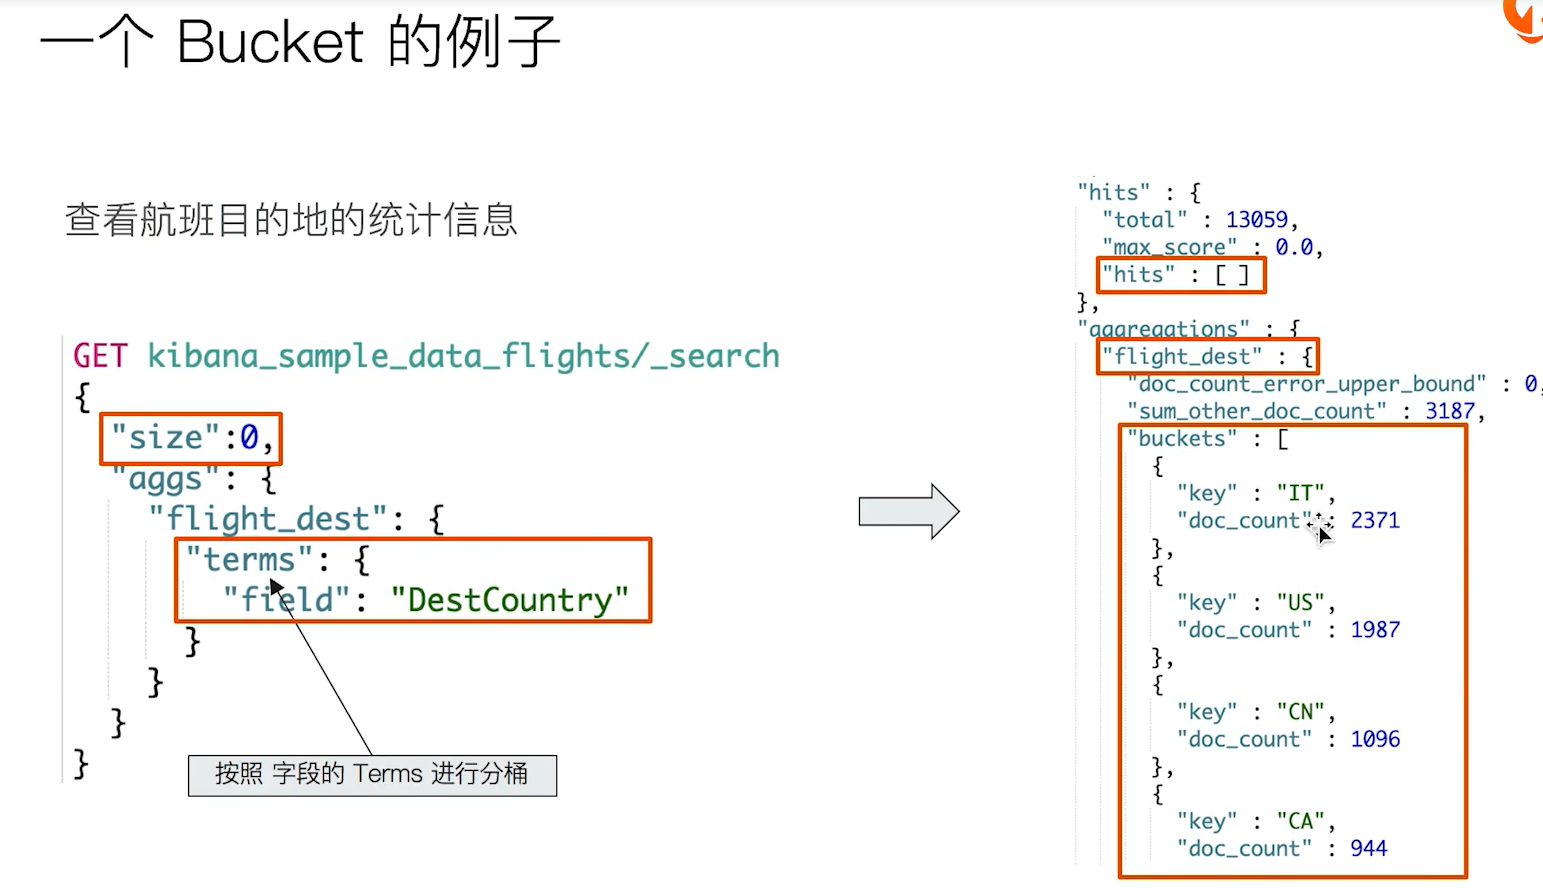 一个 Bucket 的例子
查看航班目的地的统计信息
GET kibana_sample_data_flights/_search
{
"size":0,
"aggs": {
"flight_dest": {
"terms": {
"field": "DestCountry"
}
}
}
}
按照 字段的 Terms 进行分桶
"hits" : {
"total" : 13059,
"max_score" : 0.0,
"hits" : [ ]
},
"aggregations" : {
"flight_dest" : {
"doc_count_error_upper_bound" : 0,
"sum_other_doc_count" : 3187,
"buckets" : [
{
"key" : "IT",
"doc_count" : 2371
},
{
"key" : "US",
"doc_count" : 1987
},
{
"key" : "CN",
"doc_count" : 1096
},
{
"key" : "CA",
"doc_count" : 944